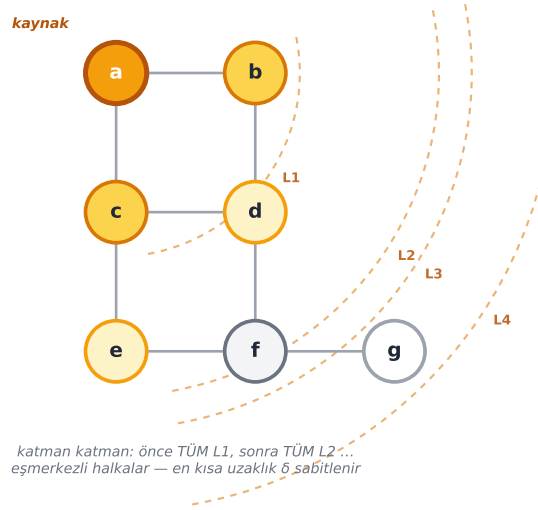 kaynak
a
b
L1
c
d
L2
L3
L4
e
f
g
katman katman: önce TÜM L1, sonra TÜM L2 …
eşmerkezli halkalar — en kısa uzaklık δ sabitlenir